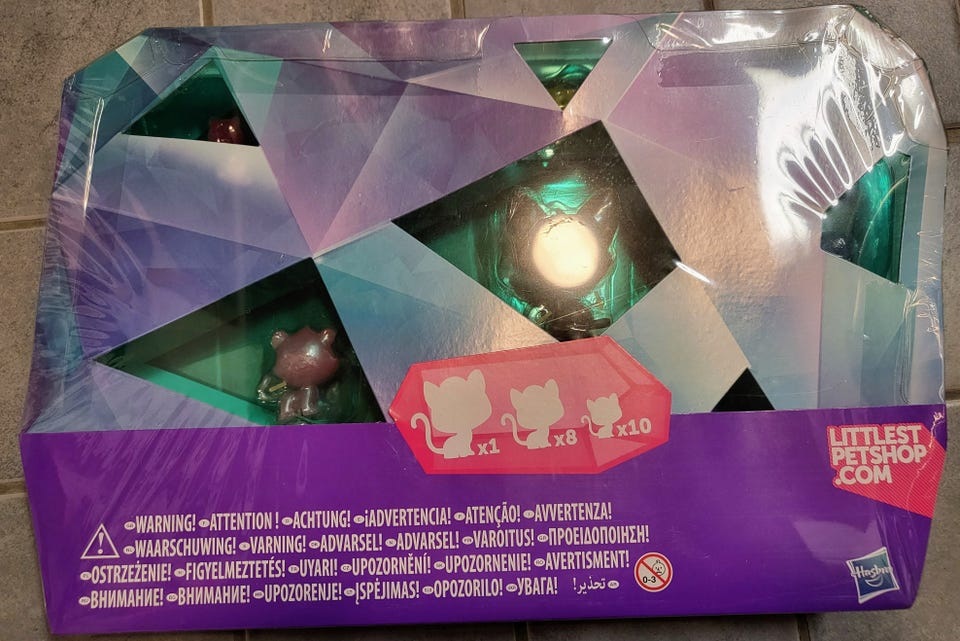 x1 x8 x10
LITTLEST
PETSHOP
.COM
WARNING! ATTENTION ! ACHTUNG! ¡ADVERTENCIA! ATENÇÃO! AVVERTENZA!
WAARSCHUWING! VARNING! ADVARSEL! ADVARSEL! VAROITUS! ΠΡΟΕΙΔΟΠΟΙΗΣΗ!
OSTRZEŻENIE! FIGYELMEZTETÉS! UYARI! UPOZORNĚNÍ! UPOZORNENIE! AVERTISMENT!
ВНИМАНИЕ! ВНИМАНИЕ! UPOZORENJE! ĮSPĖJIMAS! OPOZORILO! УВАГА! تحذير!
0-3
Hasbro